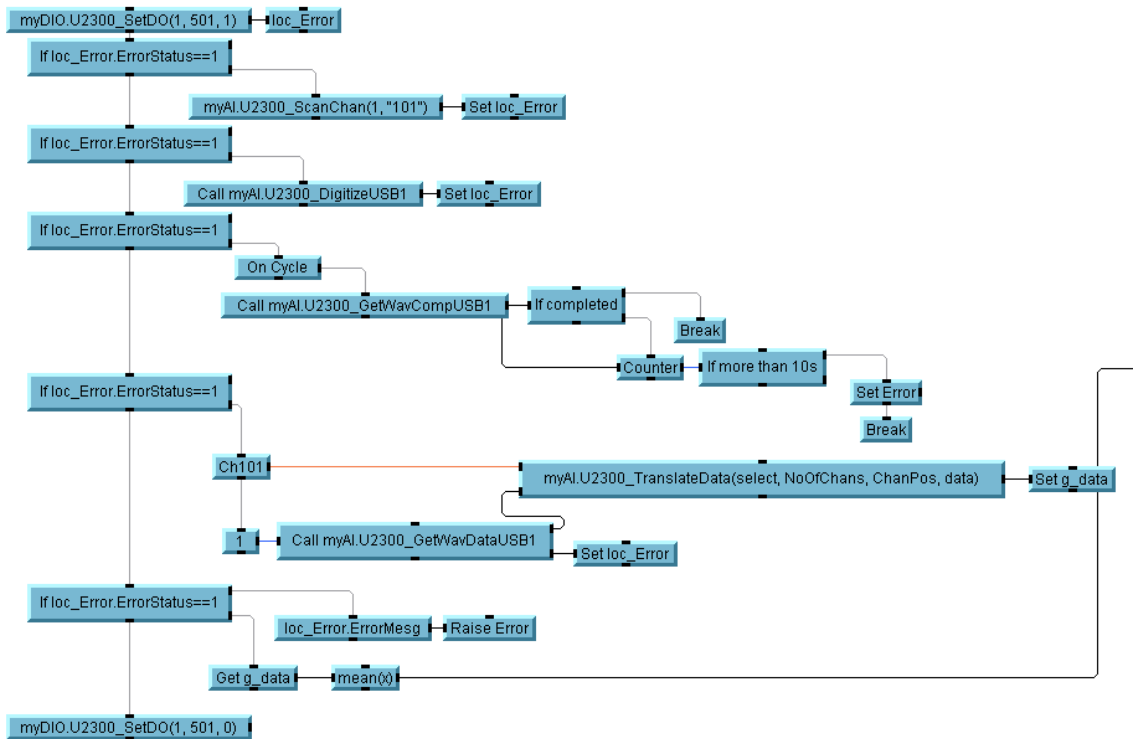 myDIO.U2300_SetDO(1, 501, 1)
loc_Error
If loc_Error.ErrorStatus==1
myAI.U2300_ScanChan(1, "101")
Set loc_Error
If loc_Error.ErrorStatus==1
Call myAI.U2300_DigitizeUSB1
Set loc_Error
If loc_Error.ErrorStatus==1
On Cycle
Call myAI.U2300_GetWavCompUSB1
If completed
Break
Counter
If more than 10s
If loc_Error.ErrorStatus==1
Set Error
Break
Ch101
myAI.U2300_TranslateData(select, NoOfChans, ChanPos, data)
Set g_data
1
Call myAI.U2300_GetWavDataUSB1
Set loc_Error
If loc_Error.ErrorStatus==1
loc_Error.ErrorMesg
Raise Error
Get g_data
mean(x)
myDIO.U2300_SetDO(1, 501, 0)